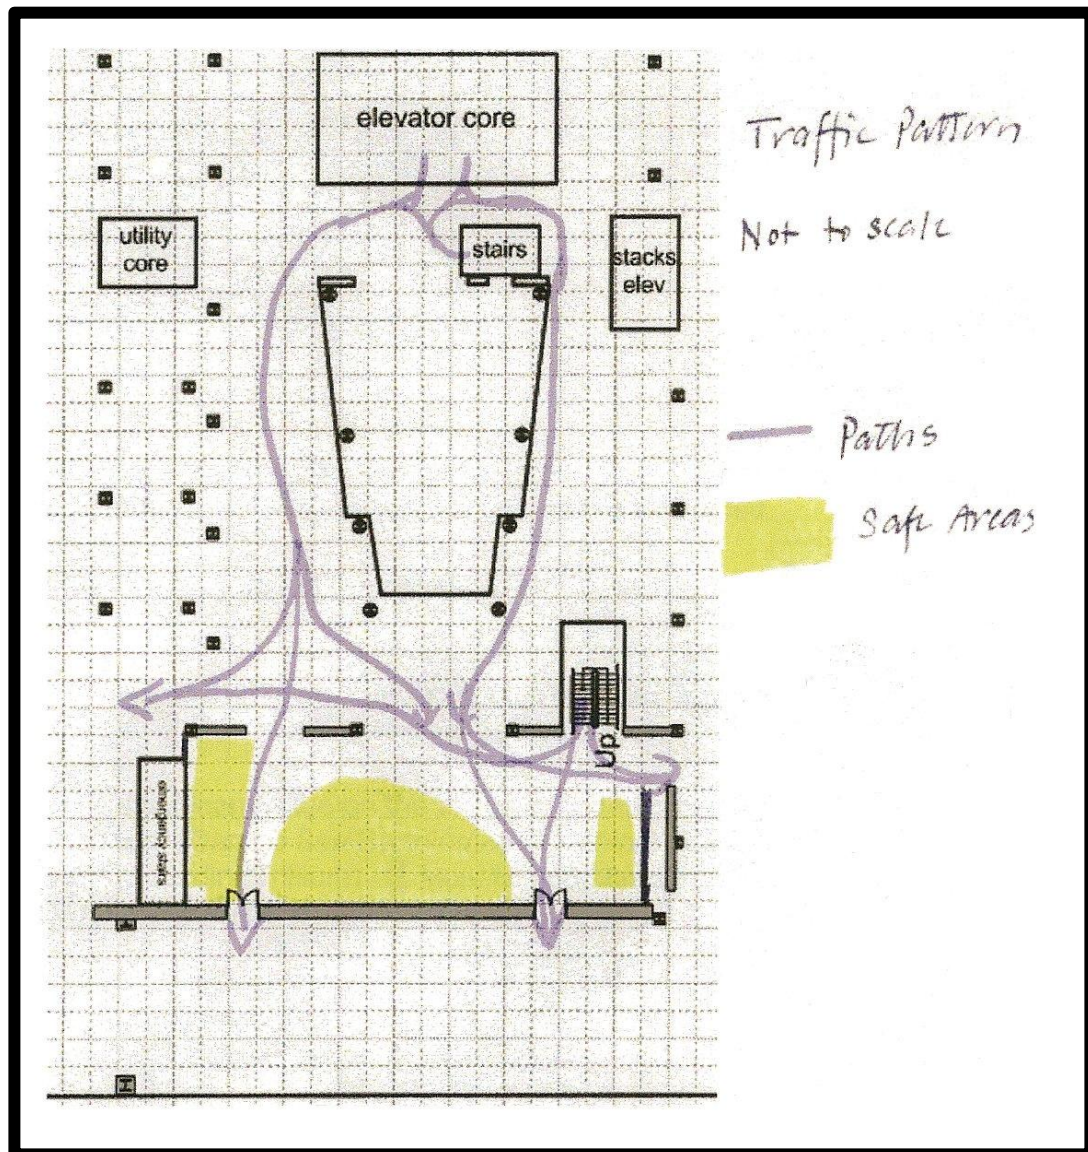 elevator core
Traffic Pattern
Not to scale
utility
core
stairs
stacks
elev
Paths
Safe Areas
Up
emergency stairs